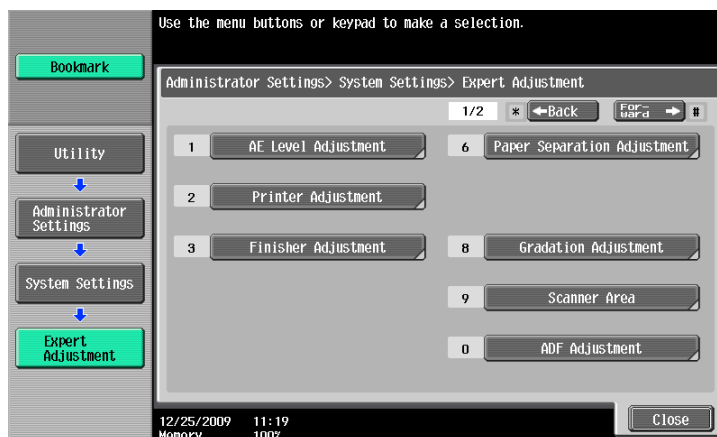 Use the menu buttons or keypad to make a selection.
Bookmark
Administrator Settings> System Settings> Expert Adjustment
1/2 * ←Back For-ward → #
Utility
Administrator
Settings
System Settings
Expert
Adjustment
1 AE Level Adjustment
2 Printer Adjustment
3 Finisher Adjustment
6 Paper Separation Adjustment
8 Gradation Adjustment
9 Scanner Area
0 ADF Adjustment
12/25/2009 11:19
Memory 100%
Close